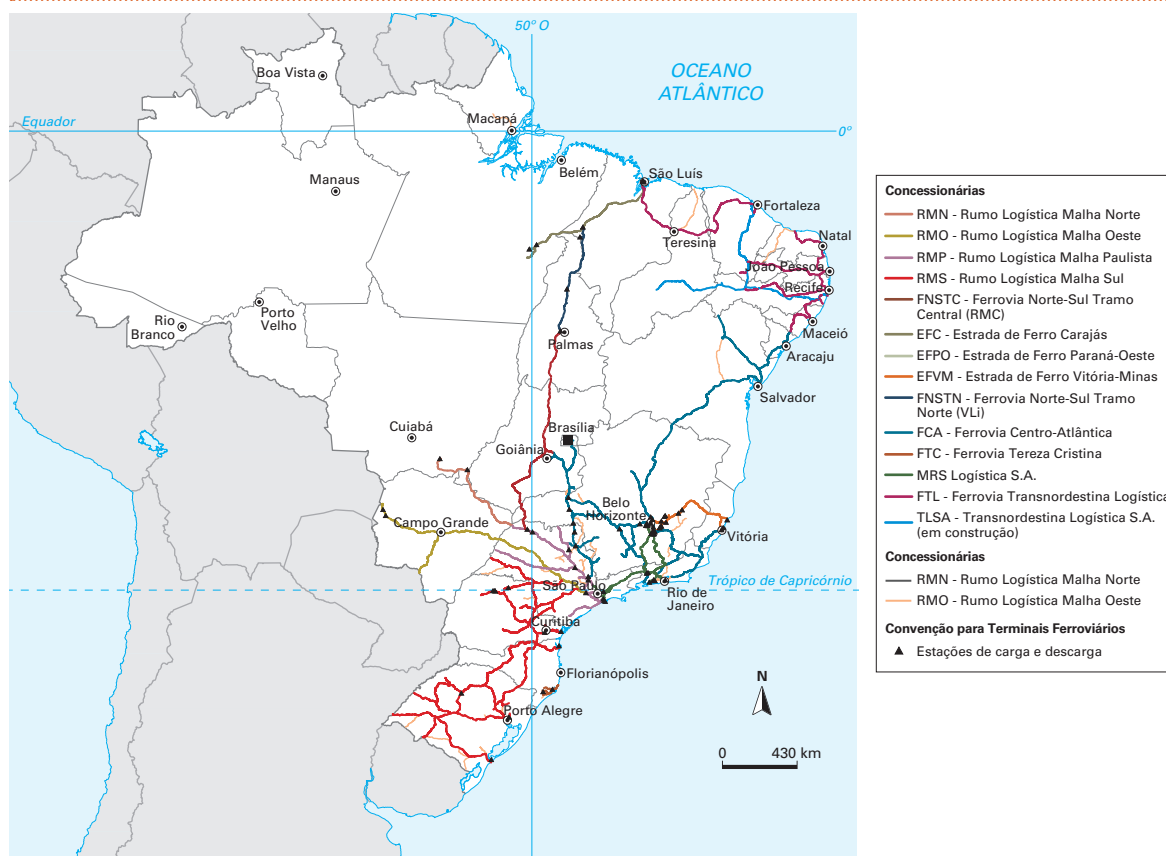 50º O
OCEANO
ATLÂNTICO
Boa Vista
Equador
Macapá
0º
Belém
São Luís
Manaus
Fortaleza
Teresina
Natal
João Pessoa
Recife
Porto
Velho
Rio
Branco
Maceió
Palmas
Aracaju
Salvador
Cuiabá
Brasília
Goiânia
Belo
Horizonte
Campo Grande
Vitória
Trópico de Capricórnio
São Paulo
Rio de
Janeiro
Curitiba
Florianópolis
Porto Alegre
N
0 430 km
Concessionárias
RMN - Rumo Logística Malha Norte
RMO - Rumo Logística Malha Oeste
RMP - Rumo Logística Malha Paulista
RMS - Rumo Logística Malha Sul
FNSTC - Ferrovia Norte-Sul Tramo
Central (RMC)
EFC - Estrada de Ferro Carajás
EFPO - Estrada de Ferro Paraná-Oeste
EFVM - Estrada de Ferro Vitória-Minas
FNSTN - Ferrovia Norte-Sul Tramo
Norte (VLi)
FCA - Ferrovia Centro-Atlântica
FTC - Ferrovia Tereza Cristina
MRS Logística S.A.
FTL - Ferrovia Transnordestina Logística
TLSA - Transnordestina Logística S.A.
(em construção)
Concessionárias
RMN - Rumo Logística Malha Norte
RMO - Rumo Logística Malha Oeste
Convenção para Terminais Ferroviários
Estações de carga e descarga